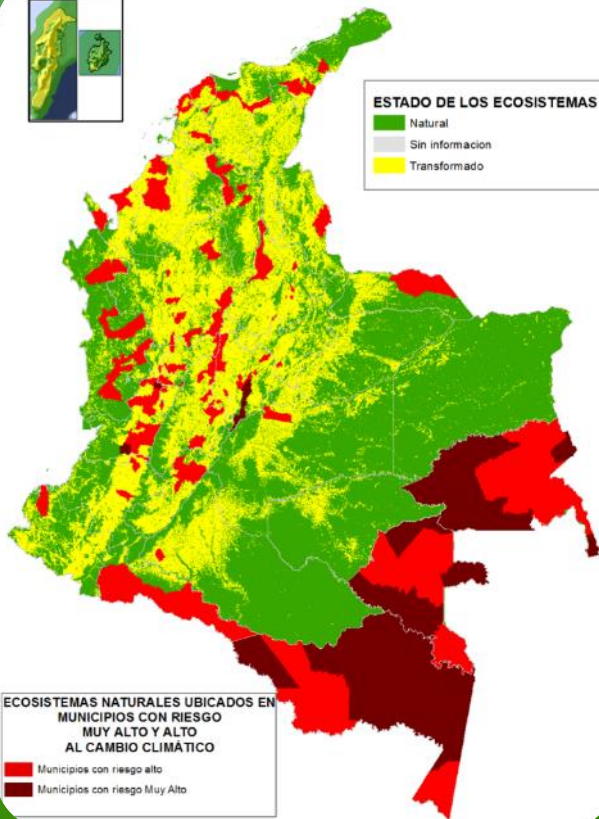 ESTADO DE LOS ECOSISTEMAS
Natural
Sin informacion
Transformado
ECOSISTEMAS NATURALES UBICADOS EN
MUNICIPIOS CON RIESGO
MUY ALTO Y ALTO
AL CAMBIO CLIMÁTICO
Municipios con riesgo alto
Municipios con riesgo Muy Alto